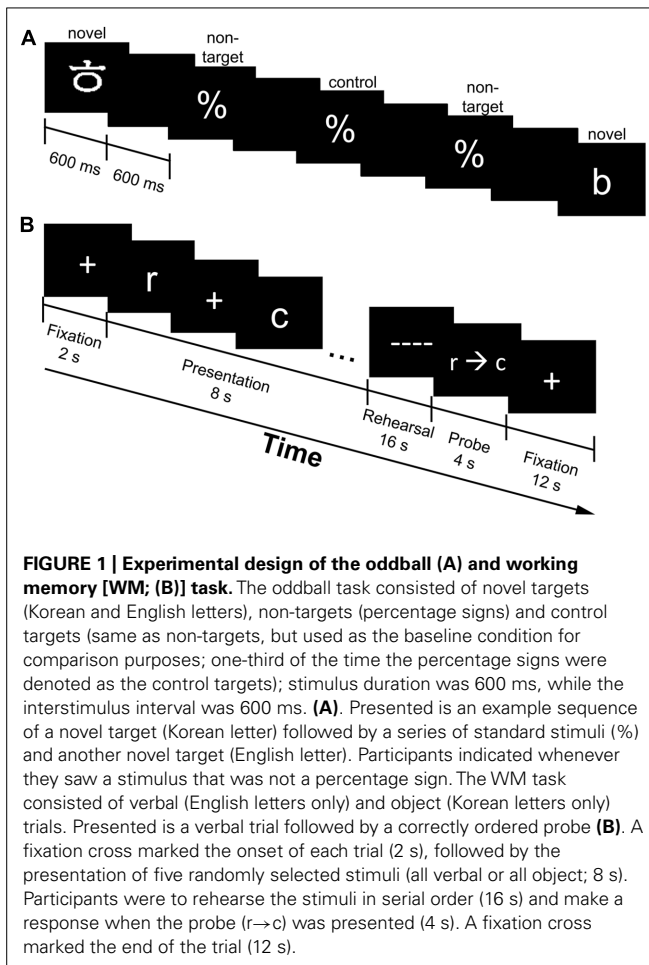 A
novel
non-
target
control
non-
target
novel
ㅎ
%
%
%
b
600 ms
600 ms
B
+
r
+
c
...
----
r → c
+
Fixation
2 s
Presentation
8 s
Rehearsal
16 s
Probe
4 s
Fixation
12 s
Time
FIGURE 1 | Experimental design of the oddball (A) and working
memory [WM; (B)] task. The oddball task consisted of novel targets
(Korean and English letters), non-targets (percentage signs) and control
targets (same as non-targets, but used as the baseline condition for
comparison purposes; one-third of the time the percentage signs were
denoted as the control targets); stimulus duration was 600 ms, while the
interstimulus interval was 600 ms. (A). Presented is an example sequence
of a novel target (Korean letter) followed by a series of standard stimuli (%)
and another novel target (English letter). Participants indicated whenever
they saw a stimulus that was not a percentage sign. The WM task
consisted of verbal (English letters only) and object (Korean letters only)
trials. Presented is a verbal trial followed by a correctly ordered probe (B). A
fixation cross marked the onset of each trial (2 s), followed by the
presentation of five randomly selected stimuli (all verbal or all object; 8 s).
Participants were to rehearse the stimuli in serial order (16 s) and make a
response when the probe (r→c) was presented (4 s). A fixation cross
marked the end of the trial (12 s).